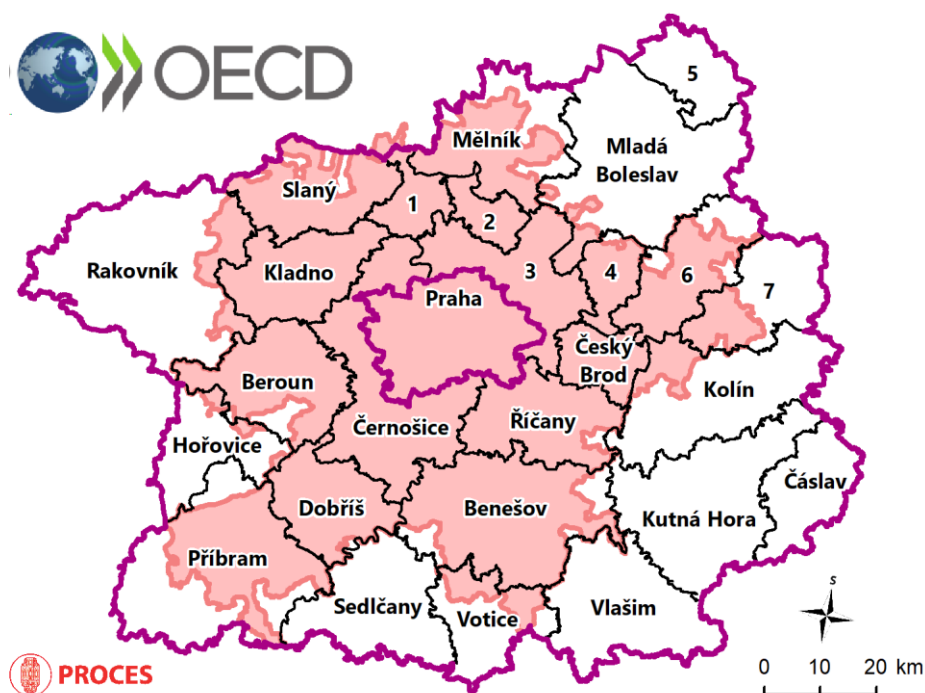 OECD
5
Mělník
Mladá
Boleslav
Slaný
1
2
Rakovník
Kladno
3
4
6
7
Praha
Český
Brod
Beroun
Kolín
Černošice
Říčany
Hořovice
Čáslav
Dobříš
Benešov
Kutná Hora
Příbram
Sedlčany
Votice
Vlašim
s
PROCES
0 10 20 km